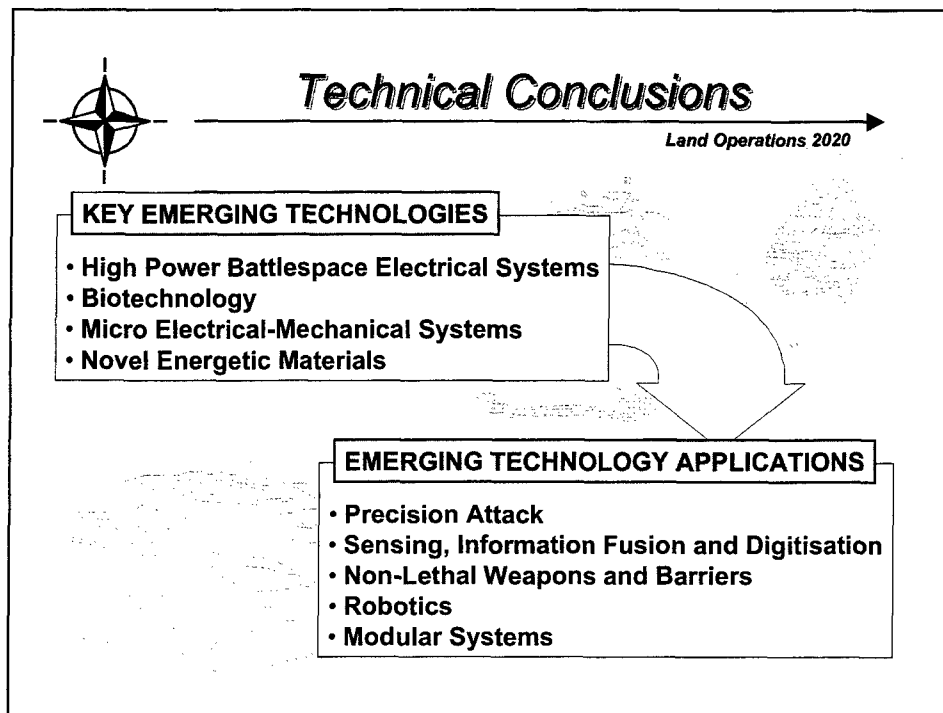 Technical Conclusions
Land Operations 2020
KEY EMERGING TECHNOLOGIES
• High Power Battlespace Electrical Systems
• Biotechnology
• Micro Electrical-Mechanical Systems
• Novel Energetic Materials
EMERGING TECHNOLOGY APPLICATIONS
• Precision Attack
• Sensing, Information Fusion and Digitisation
• Non-Lethal Weapons and Barriers
• Robotics
• Modular Systems